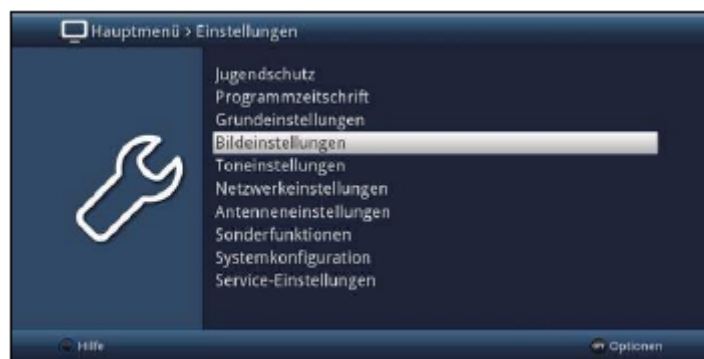 Hauptmenü > Einstellungen
Jugendschutz
Programmzeitschrift
Grundeinstellungen
Bildeinstellungen
Toneinstellungen
Netzwerkeinstellungen
Antenneneinstellungen
Sonderfunktionen
Systemkonfiguration
Service-Einstellungen
Hilfe
Optionen